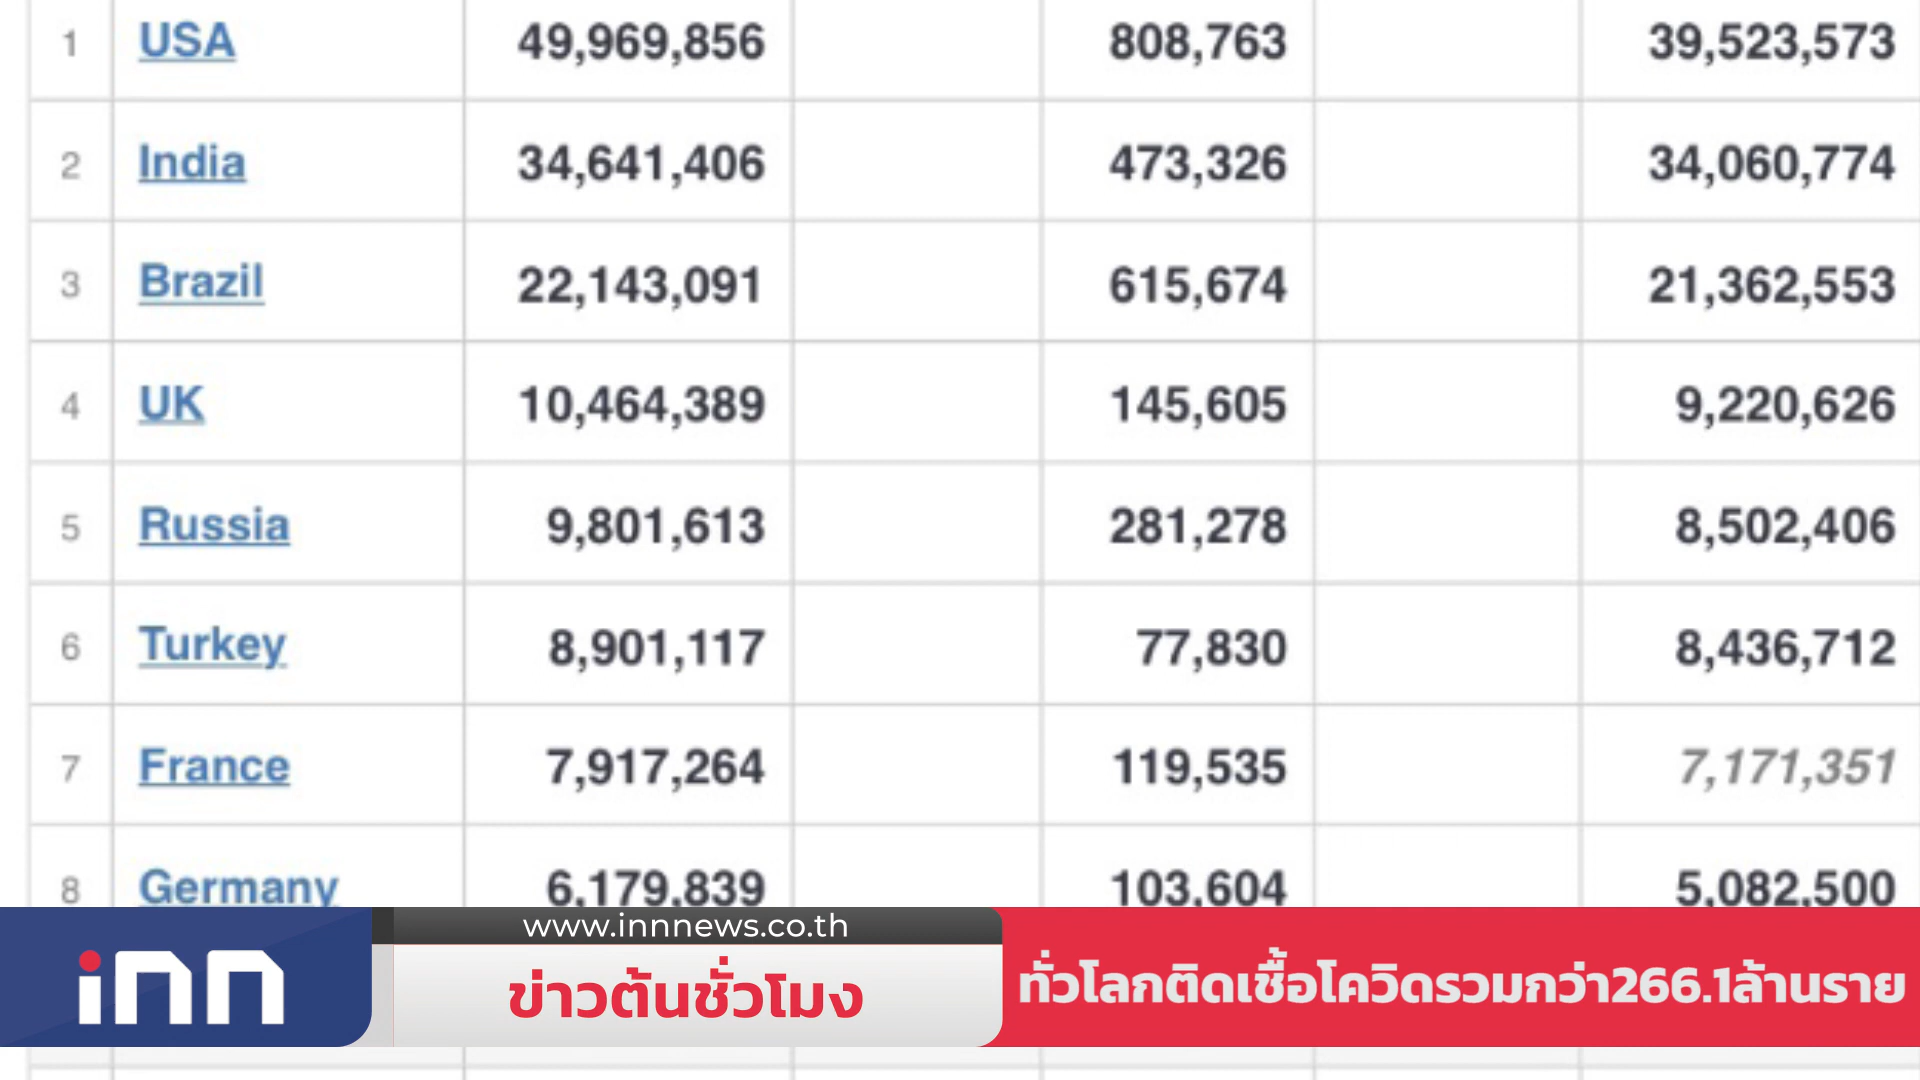 1 USA 49,969,856 808,763 39,523,573
2 India 34,641,406 473,326 34,060,774
3 Brazil 22,143,091 615,674 21,362,553
4 UK 10,464,389 145,605 9,220,626
5 Russia 9,801,613 281,278 8,502,406
6 Turkey 8,901,117 77,830 8,436,712
7 France 7,917,264 119,535 7,171,351
8 Germany 6,179,839 103,604 5,082,500
inn
www.innnews.co.th
ข่าวต้นชั่วโมง
ทั่วโลกติดเชื้อโควิดรวมกว่า266.1ล้านราย